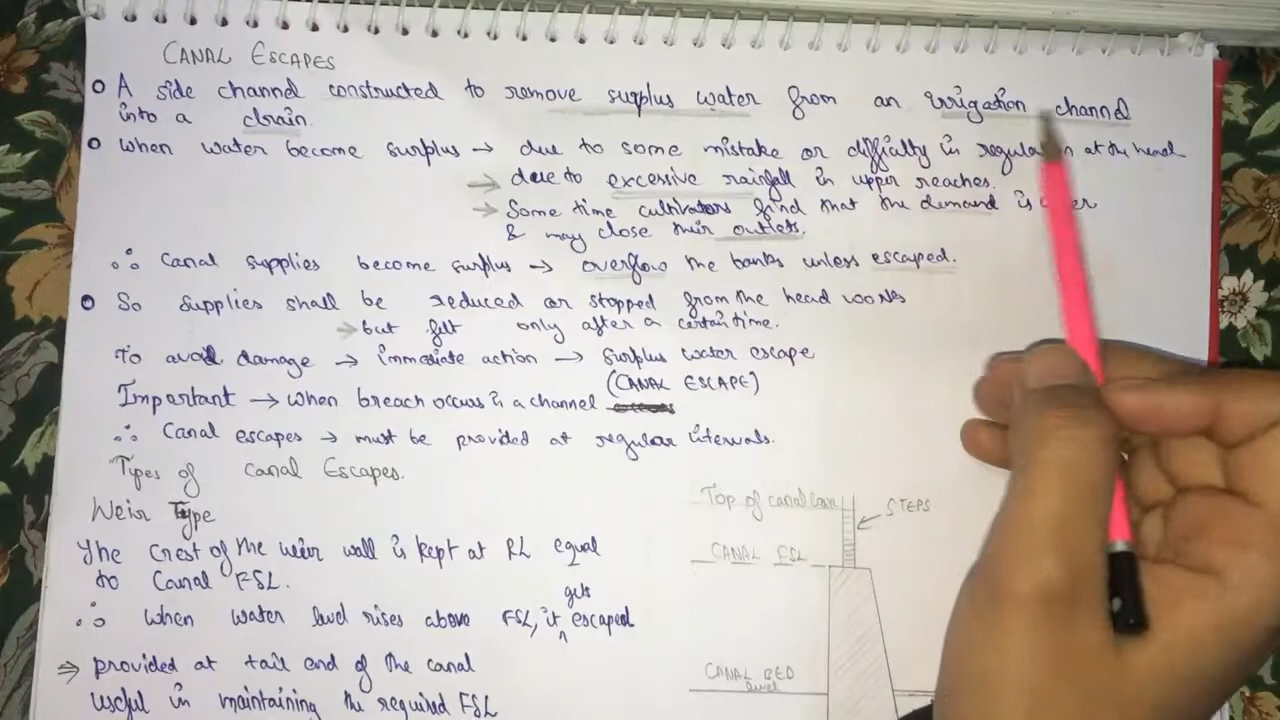 CANAL ESCAPES
A side channel constructed to remove surplus water from an irrigation channel
into a drain.
When water become surplus → due to some mistake or difficulty in at the head
→ due to excessive rainfall in upper reaches.
→ Some time cultivators find that the demand is
& may close their outlets.
∴ Canal supplies become surplus → overflow the banks unless escaped.
So supplies shall be reduced or stopped from the head works
→ but felt only after a certain time.
To avoid damage → immediate action → surplus water escape
(CANAL ESCAPE)
Important → when breach occurs in a channel
∴ Canal escapes → must be provided at regular intervals.
Types of Canal Escapes.
Weir Type
The crest of the weir wall is kept at RL equal
to Canal FSL.
∴ when water level rises above FSL, it gets escaped
⇒ provided at tail end of the canal
useful in maintaining the required FSL
Top of canal
STEPS
CANAL FSL
CANAL BED
level